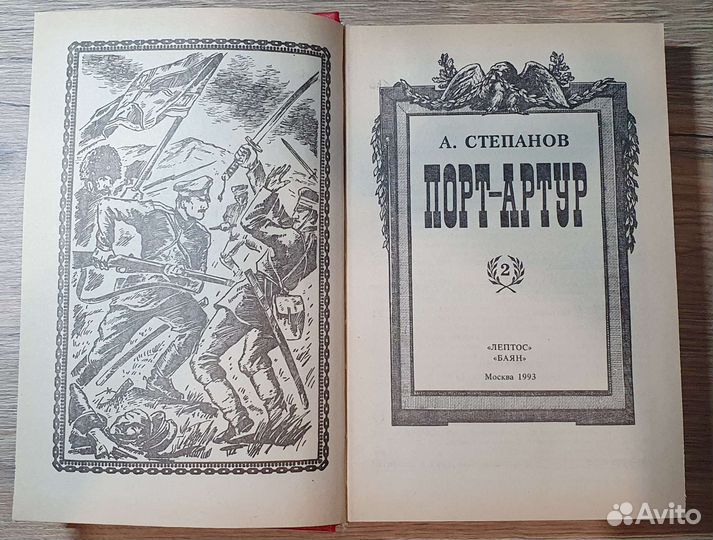 А. СТЕПАНОВ
ПОРТ-АРТУР
2
«ЛЕПТОС»
«БАЯН»
Москва 1993
Avito